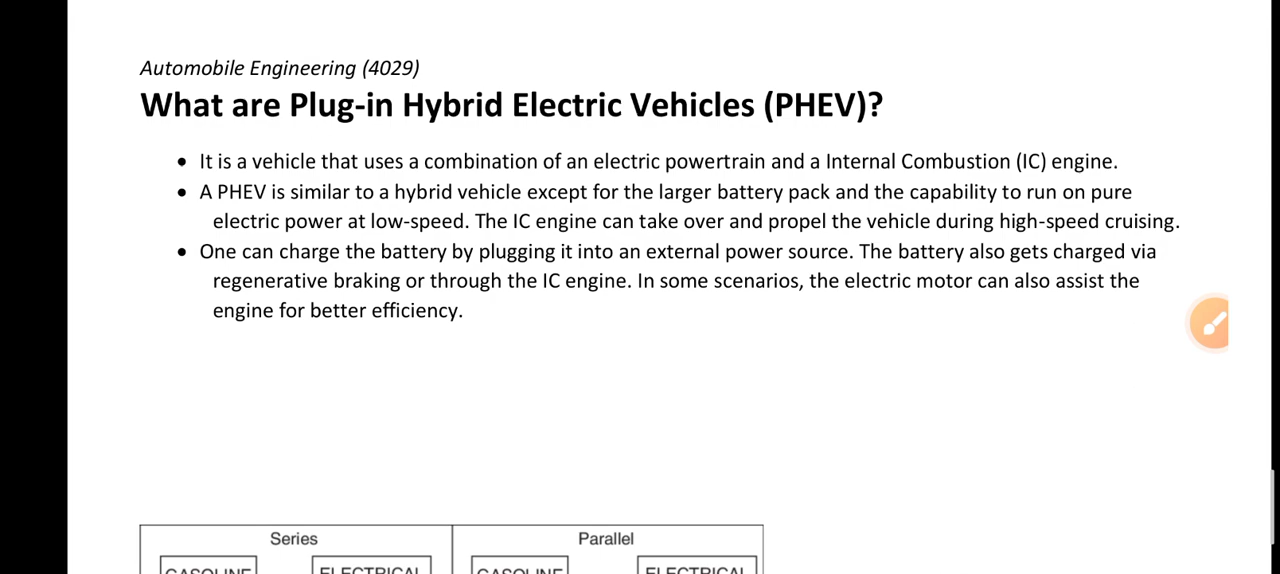 Automobile Engineering (4029)
What are Plug-in Hybrid Electric Vehicles (PHEV)?
• It is a vehicle that uses a combination of an electric powertrain and a Internal Combustion (IC) engine.
• A PHEV is similar to a hybrid vehicle except for the larger battery pack and the capability to run on pure
electric power at low-speed. The IC engine can take over and propel the vehicle during high-speed cruising.
• One can charge the battery by plugging it into an external power source. The battery also gets charged via
regenerative braking or through the IC engine. In some scenarios, the electric motor can also assist the
engine for better efficiency.
Series Parallel
GASOLINE ELECTRICAL GASOLINE ELECTRICAL